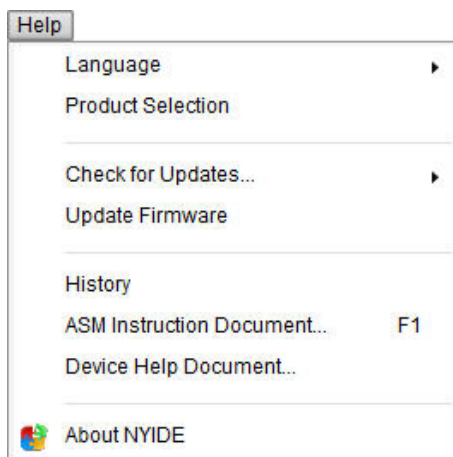 Help
Language
Product Selection
Check for Updates...
Update Firmware
History
ASM Instruction Document... F1
Device Help Document...
About NYIDE